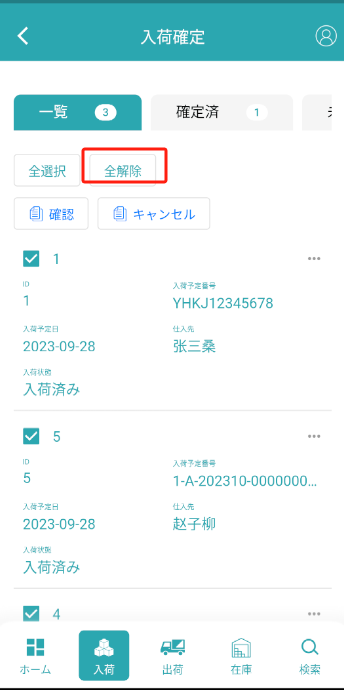 入荷確定
一覧 3 確定済 1
全選択 全解除
確認 キャンセル
1
ID 入荷予定番号
1 YHKJ12345678
入荷予定日 仕入先
2023-09-28 张三桑
入荷状態
入荷済み
5
ID 入荷予定番号
5 1-A-202310-0000000...
入荷予定日 仕入先
2023-09-28 赵子柳
入荷状態
入荷済み
4
ホーム 入荷 出荷 在庫 検索